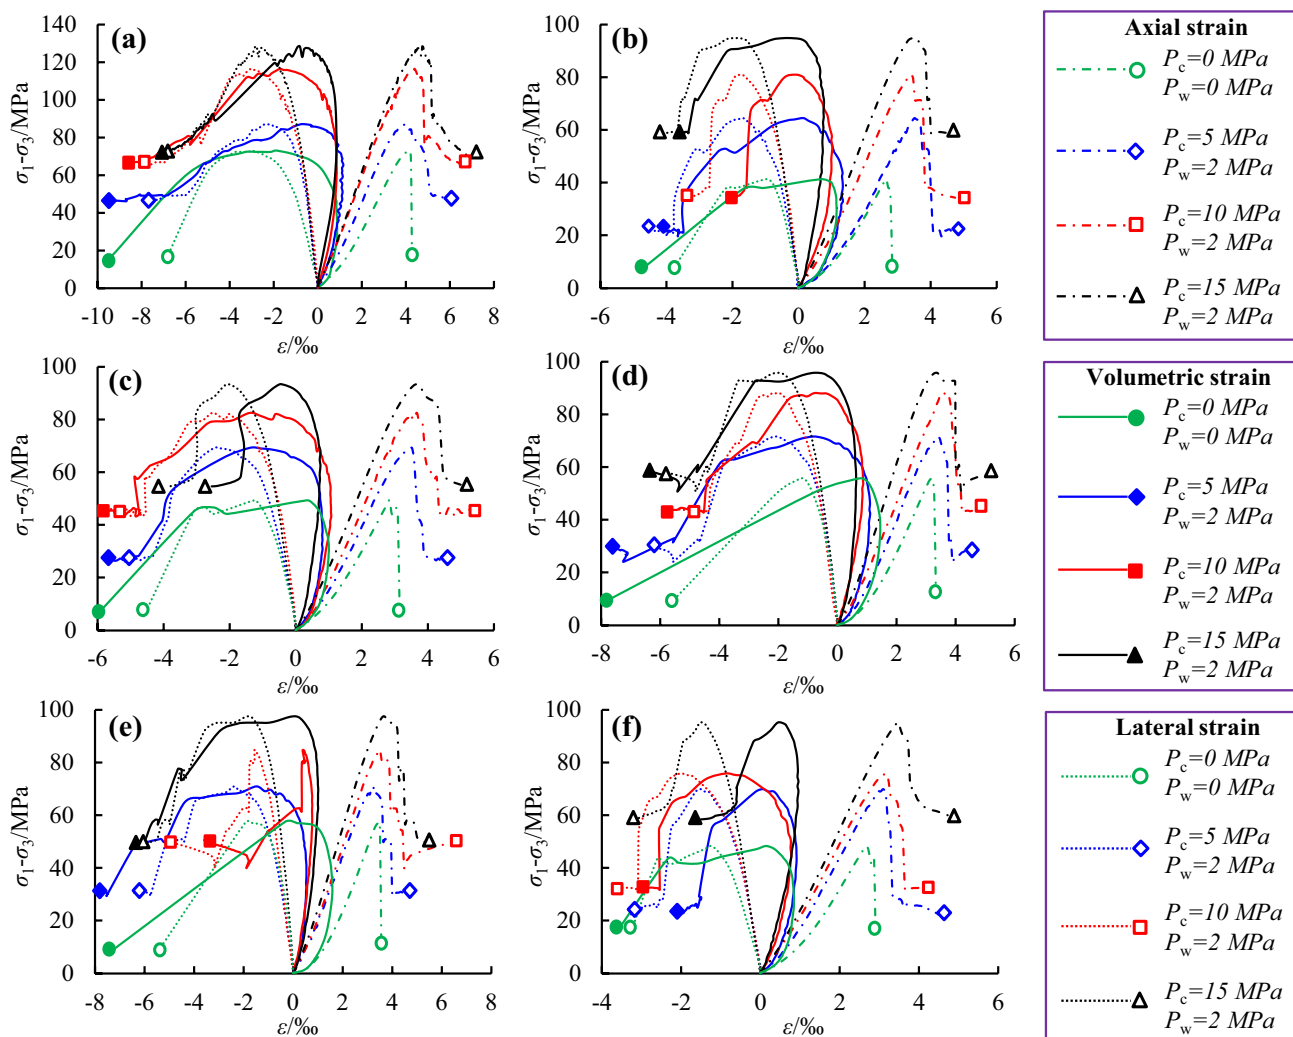 (a)
σ1-σ3/MPa
140
120
100
80
60
40
20
0
-10 -8 -6 -4 -2 0 2 4 6 8
ε/‰
(b)
σ1-σ3/MPa
100
80
60
40
20
0
-6 -4 -2 0 2 4 6
ε/‰
Axial strain
Pc=0 MPa
Pw=0 MPa
Pc=5 MPa
Pw=2 MPa
Pc=10 MPa
Pw=2 MPa
Pc=15 MPa
Pw=2 MPa
(c)
σ1-σ3/MPa
100
80
60
40
20
0
-6 -4 -2 0 2 4 6
ε/‰
(d)
σ1-σ3/MPa
100
80
60
40
20
0
-8 -6 -4 -2 0 2 4 6
ε/‰
Volumetric strain
Pc=0 MPa
Pw=0 MPa
Pc=5 MPa
Pw=2 MPa
Pc=10 MPa
Pw=2 MPa
Pc=15 MPa
Pw=2 MPa
(e)
σ1-σ3/MPa
100
80
60
40
20
0
-8 -6 -4 -2 0 2 4 6 8
ε/‰
(f)
σ1-σ3/MPa
100
80
60
40
20
0
-4 -2 0 2 4 6
ε/‰
Lateral strain
Pc=0 MPa
Pw=0 MPa
Pc=5 MPa
Pw=2 MPa
Pc=10 MPa
Pw=2 MPa
Pc=15 MPa
Pw=2 MPa